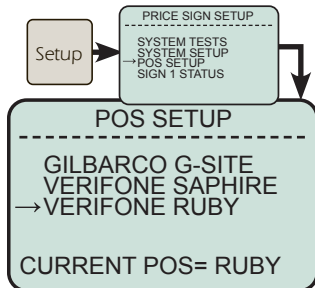 Setup
PRICE SIGN SETUP
SYSTEM TESTS
SYSTEM SETUP
→POS SETUP
SIGN 1 STATUS
POS SETUP
GILBARCO G-SITE
VERIFONE SAPHIRE
→VERIFONE RUBY
CURRENT POS= RUBY